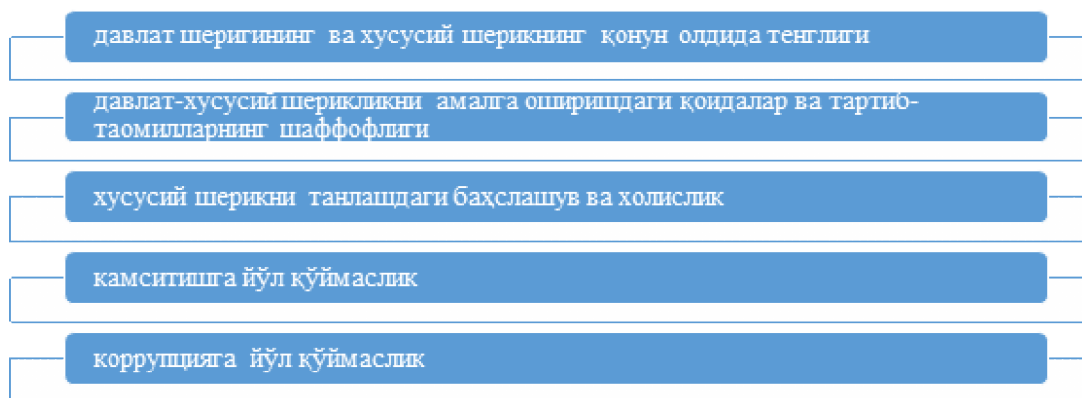 давлат шеригининг ва хусусий шерикнинг қонун олдида тенглиги
давлат-хусусий шерикликни амалга оширишдаги қоидалар ва тартиб-
таомилларнинг шаффофлиги
хусусий шерикни танлашдаги баҳслашув ва холислик
камситишга йўл қўймаслик
коррупцияга йўл қўймаслик